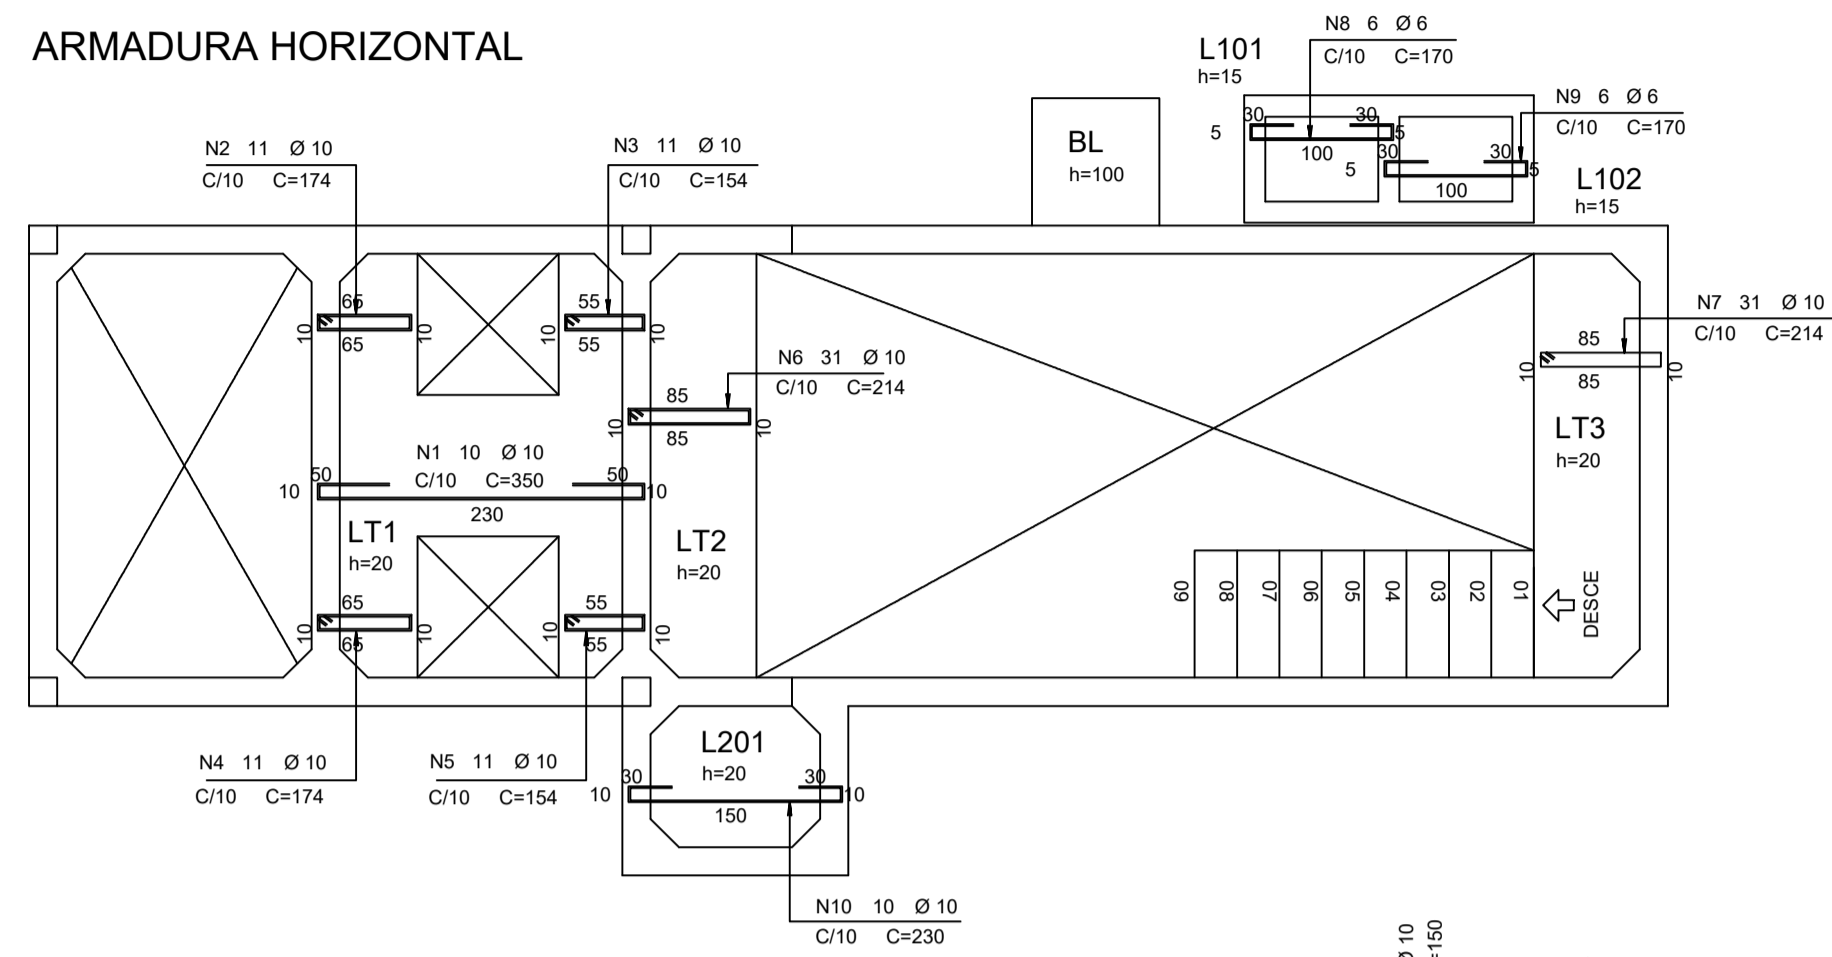 ARMADURA HORIZONTAL
N8 6 Ø 6
C/10 C=170
L101
h=15
N9 6 Ø 6
C/10 C=170
30 30
5 5
100
30 30
5 5
100
L102
h=15
BL
h=100
N2 11 Ø 10
C/10 C=174
N3 11 Ø 10
C/10 C=154
65
10 10
65
55
10 10
55
N7 31 Ø 10
C/10 C=214
85
10 10
85
N6 31 Ø 10
C/10 C=214
85
10 10
85
LT3
h=20
N1 10 Ø 10
C/10 C=350
50 50
10 10
230
LT1
h=20
LT2
h=20
09 08 07 06 05 04 03 02 01
DESCE
65
10 10
65
55
10 10
55
N4 11 Ø 10
C/10 C=174
N5 11 Ø 10
C/10 C=154
L201
h=20
30 30
10 10
150
N10 10 Ø 10
C/10 C=230
Ø 10
=150